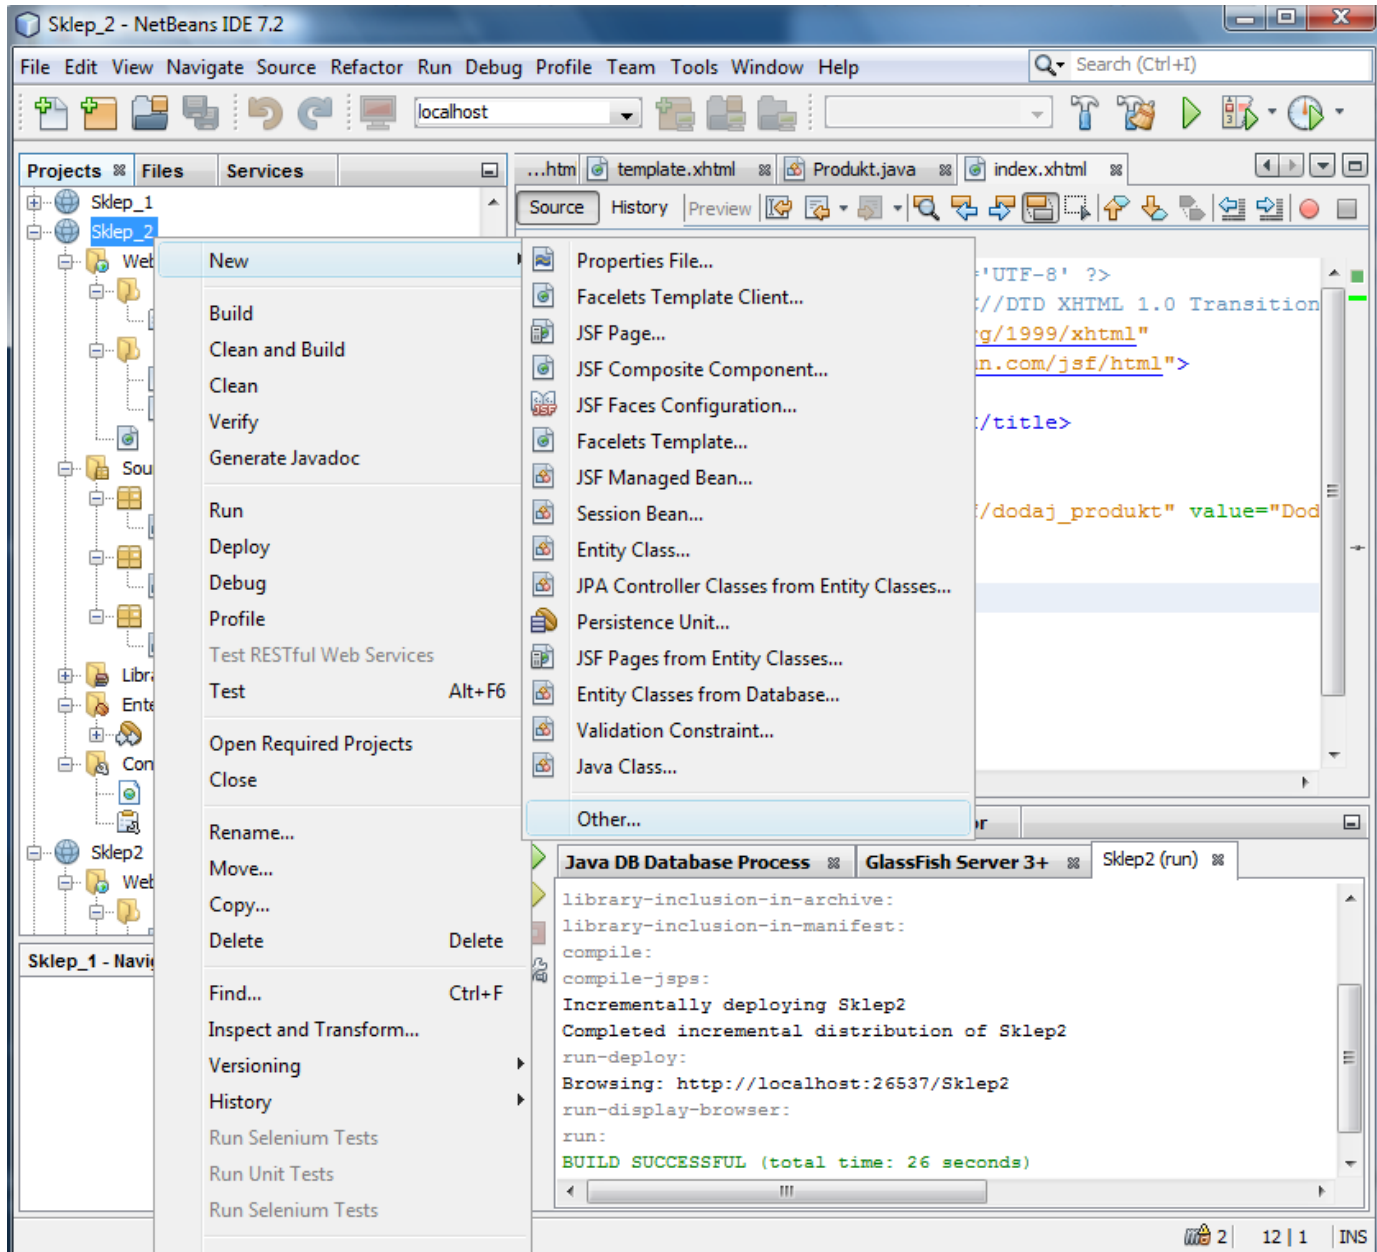 Sklep_2 - NetBeans IDE 7.2
File Edit View Navigate Source Refactor Run Debug Profile Team Tools Window Help
Search (Ctrl+I)
localhost
Projects Files Services
...htm template.xhtml Produkt.java index.xhtml
Source History Preview
Sklep_1
Sklep_2
Web
Sou
Libra
Ente
Con
Sklep2
Web
Sklep_1 - Navig
New
Build
Clean and Build
Clean
Verify
Generate Javadoc
Run
Deploy
Debug
Profile
Test RESTful Web Services
Test Alt+F6
Open Required Projects
Close
Rename...
Move...
Copy...
Delete Delete
Find... Ctrl+F
Inspect and Transform...
Versioning
History
Run Selenium Tests
Run Unit Tests
Run Selenium Tests
Properties File...
Facelets Template Client...
JSF Page...
JSF Composite Component...
JSF Faces Configuration...
Facelets Template...
JSF Managed Bean...
Session Bean...
Entity Class...
JPA Controller Classes from Entity Classes...
Persistence Unit...
JSF Pages from Entity Classes...
Entity Classes from Database...
Validation Constraint...
Java Class...
Other...
='UTF-8' ?>
//DTD XHTML 1.0 Transition
rg/1999/xhtml"
un.com/jsf/html">
/title>
/dodaj_produkt" value="Dod
or
Java DB Database Process GlassFish Server 3+ Sklep2 (run)
library-inclusion-in-archive:
library-inclusion-in-manifest:
compile:
compile-jsps:
Incrementally deploying Sklep2
Completed incremental distribution of Sklep2
run-deploy:
Browsing: http://localhost:26537/Sklep2
run-display-browser:
run:
BUILD SUCCESSFUL (total time: 26 seconds)
2 12 | 1 INS